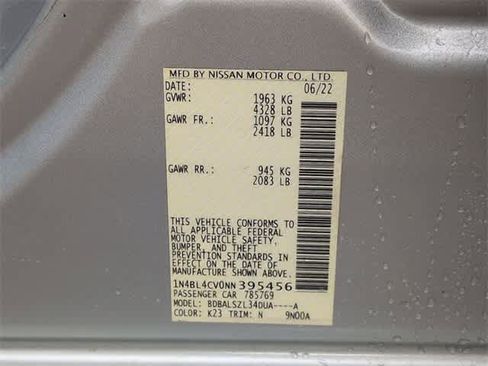 MFD BY NISSAN MOTOR CO., LTD.
DATE: 06/22
GVWR: 1963 KG
4328 LB
GAWR FR.: 1097 KG
2418 LB
GAWR RR.: 945 KG
2083 LB
THIS VEHICLE CONFORMS TO
ALL APPLICABLE FEDERAL
MOTOR VEHICLE SAFETY,
BUMPER, AND THEFT
PREVENTION STANDARDS
IN EFFECT ON THE DATE OF
MANUFACTURE SHOWN ABOVE.
1N4BL4CV0NN395456
PASSENGER CAR 785769
MODEL: BDBALSZL34DUA----A
COLOR: K23 TRIM: N 9N00A